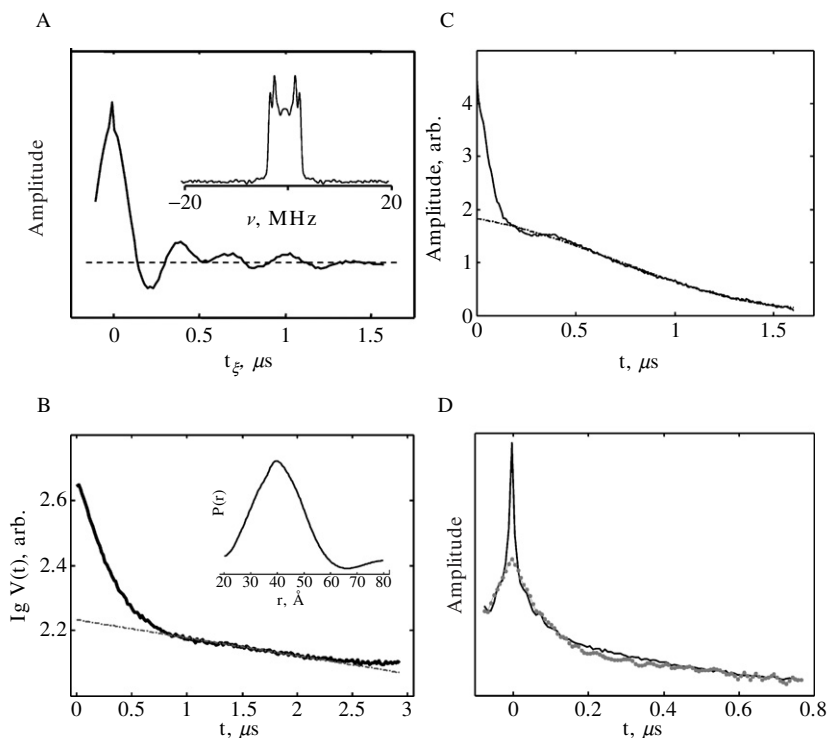 A
Amplitude
−20
20
ν, MHz
0
0.5
1
1.5
t_ξ, μs
C
Amplitude, arb.
4
3
2
1
0
0
0.5
1
1.5
t, μs
B
lg V(t), arb.
2.6
2.4
2.2
P(r)
20 30 40 50 60 70 80
r, Å
0
0.5
1
1.5
2
2.5
3
t, μs
D
Amplitude
0
0.2
0.4
0.6
0.8
t, μs